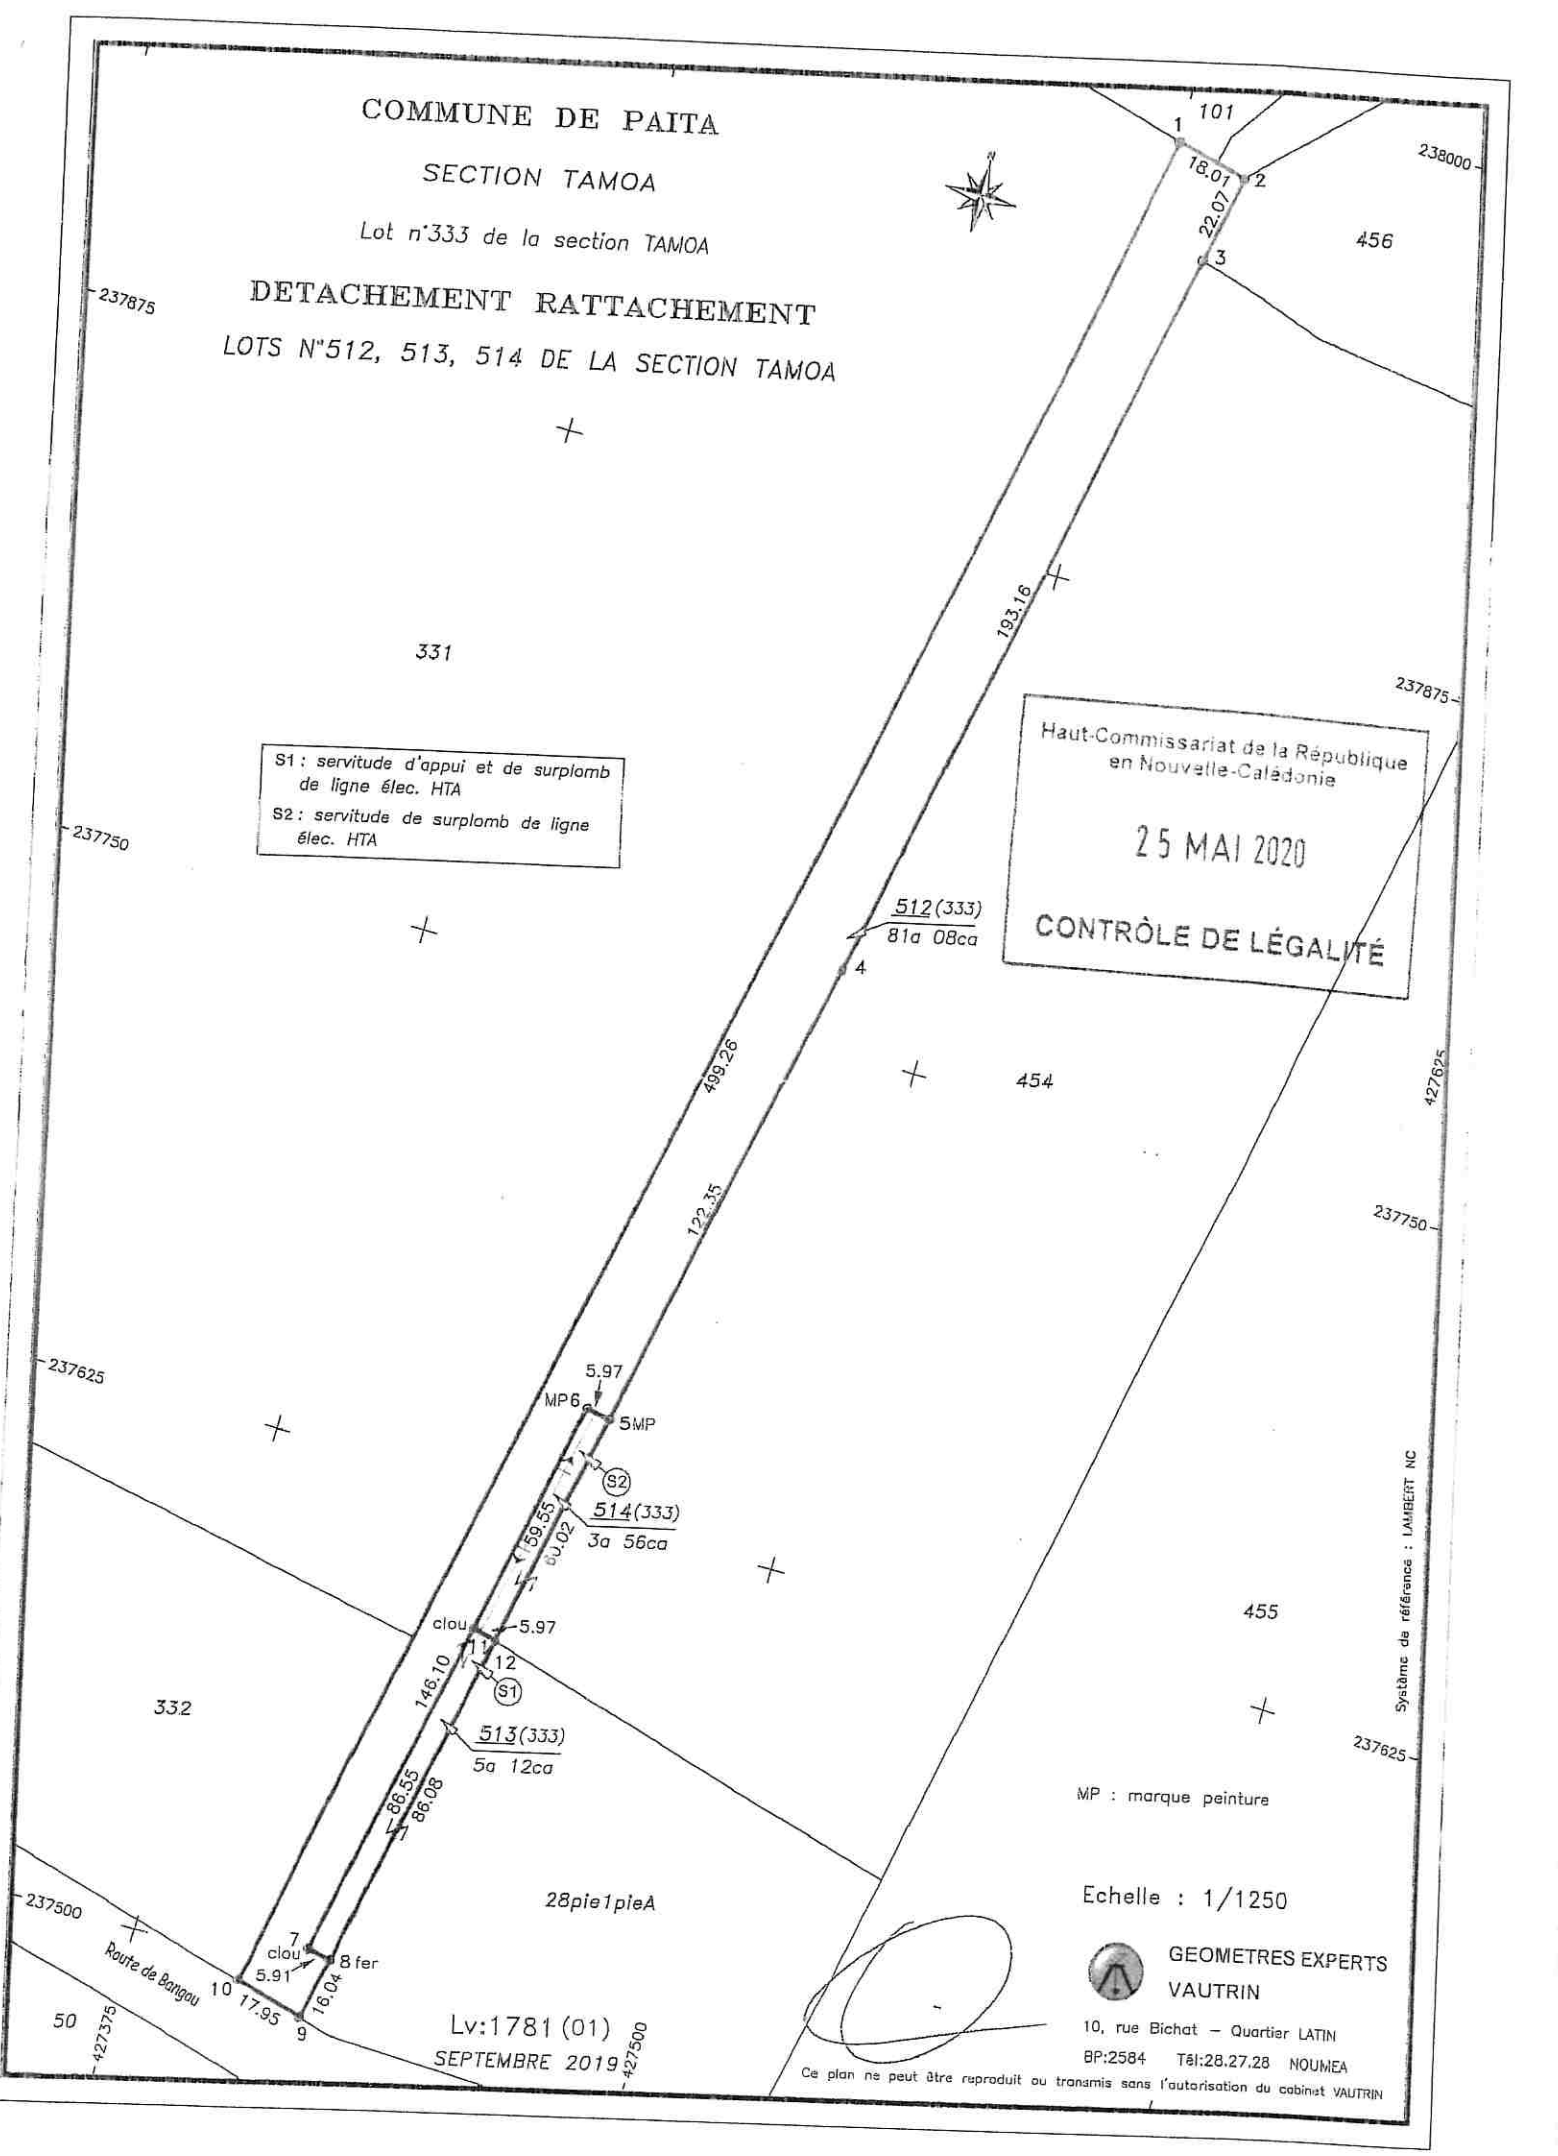 COMMUNE DE PAITA
SECTION TAMOA
Lot n°333 de la section TAMOA
DETACHEMENT RATTACHEMENT
LOTS N°512, 513, 514 DE LA SECTION TAMOA
N
101
1
18.01
2
22.07
3
238000
456
237875
193.16
331
237875
S1 : servitude d'appui et de surplomb
de ligne élec. HTA
S2 : servitude de surplomb de ligne
élec. HTA
Haut-Commissariat de la République
en Nouvelle-Calédonie
25 MAI 2020
CONTRÔLE DE LÉGALITÉ
237750
512(333)
81a 08ca
4
499.26
454
427625
122.35
237750
237625
5.97
MP6
5MP
S2
514(333)
3a 56ca
59.55
60.02
clou
5.97
11
12
S1
146.10
513(333)
5a 12ca
332
455
Système de référence : LAMBERT NC
237625
86.55
86.08
MP : marque peinture
28pie1pieA
Echelle : 1/1250
237500
Route de Bangou
7
clou
8 fer
5.91
10
17.95
16.04
9
50
427375
Lv:1781 (01)
SEPTEMBRE 2019
427500
GEOMETRES EXPERTS
VAUTRIN
10, rue Bichat – Quartier LATIN
BP:2584 Tél:28.27.28 NOUMEA
Ce plan ne peut être reproduit ou transmis sans l'autorisation du cabinet VAUTRIN